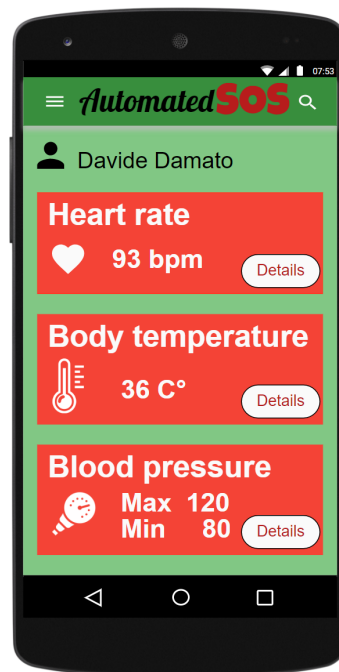 07:53
AutomatedSOS
Davide Damato
Heart rate
93 bpm
Details
Body temperature
36 C°
Details
Blood pressure
Max 120
Min 80
Details